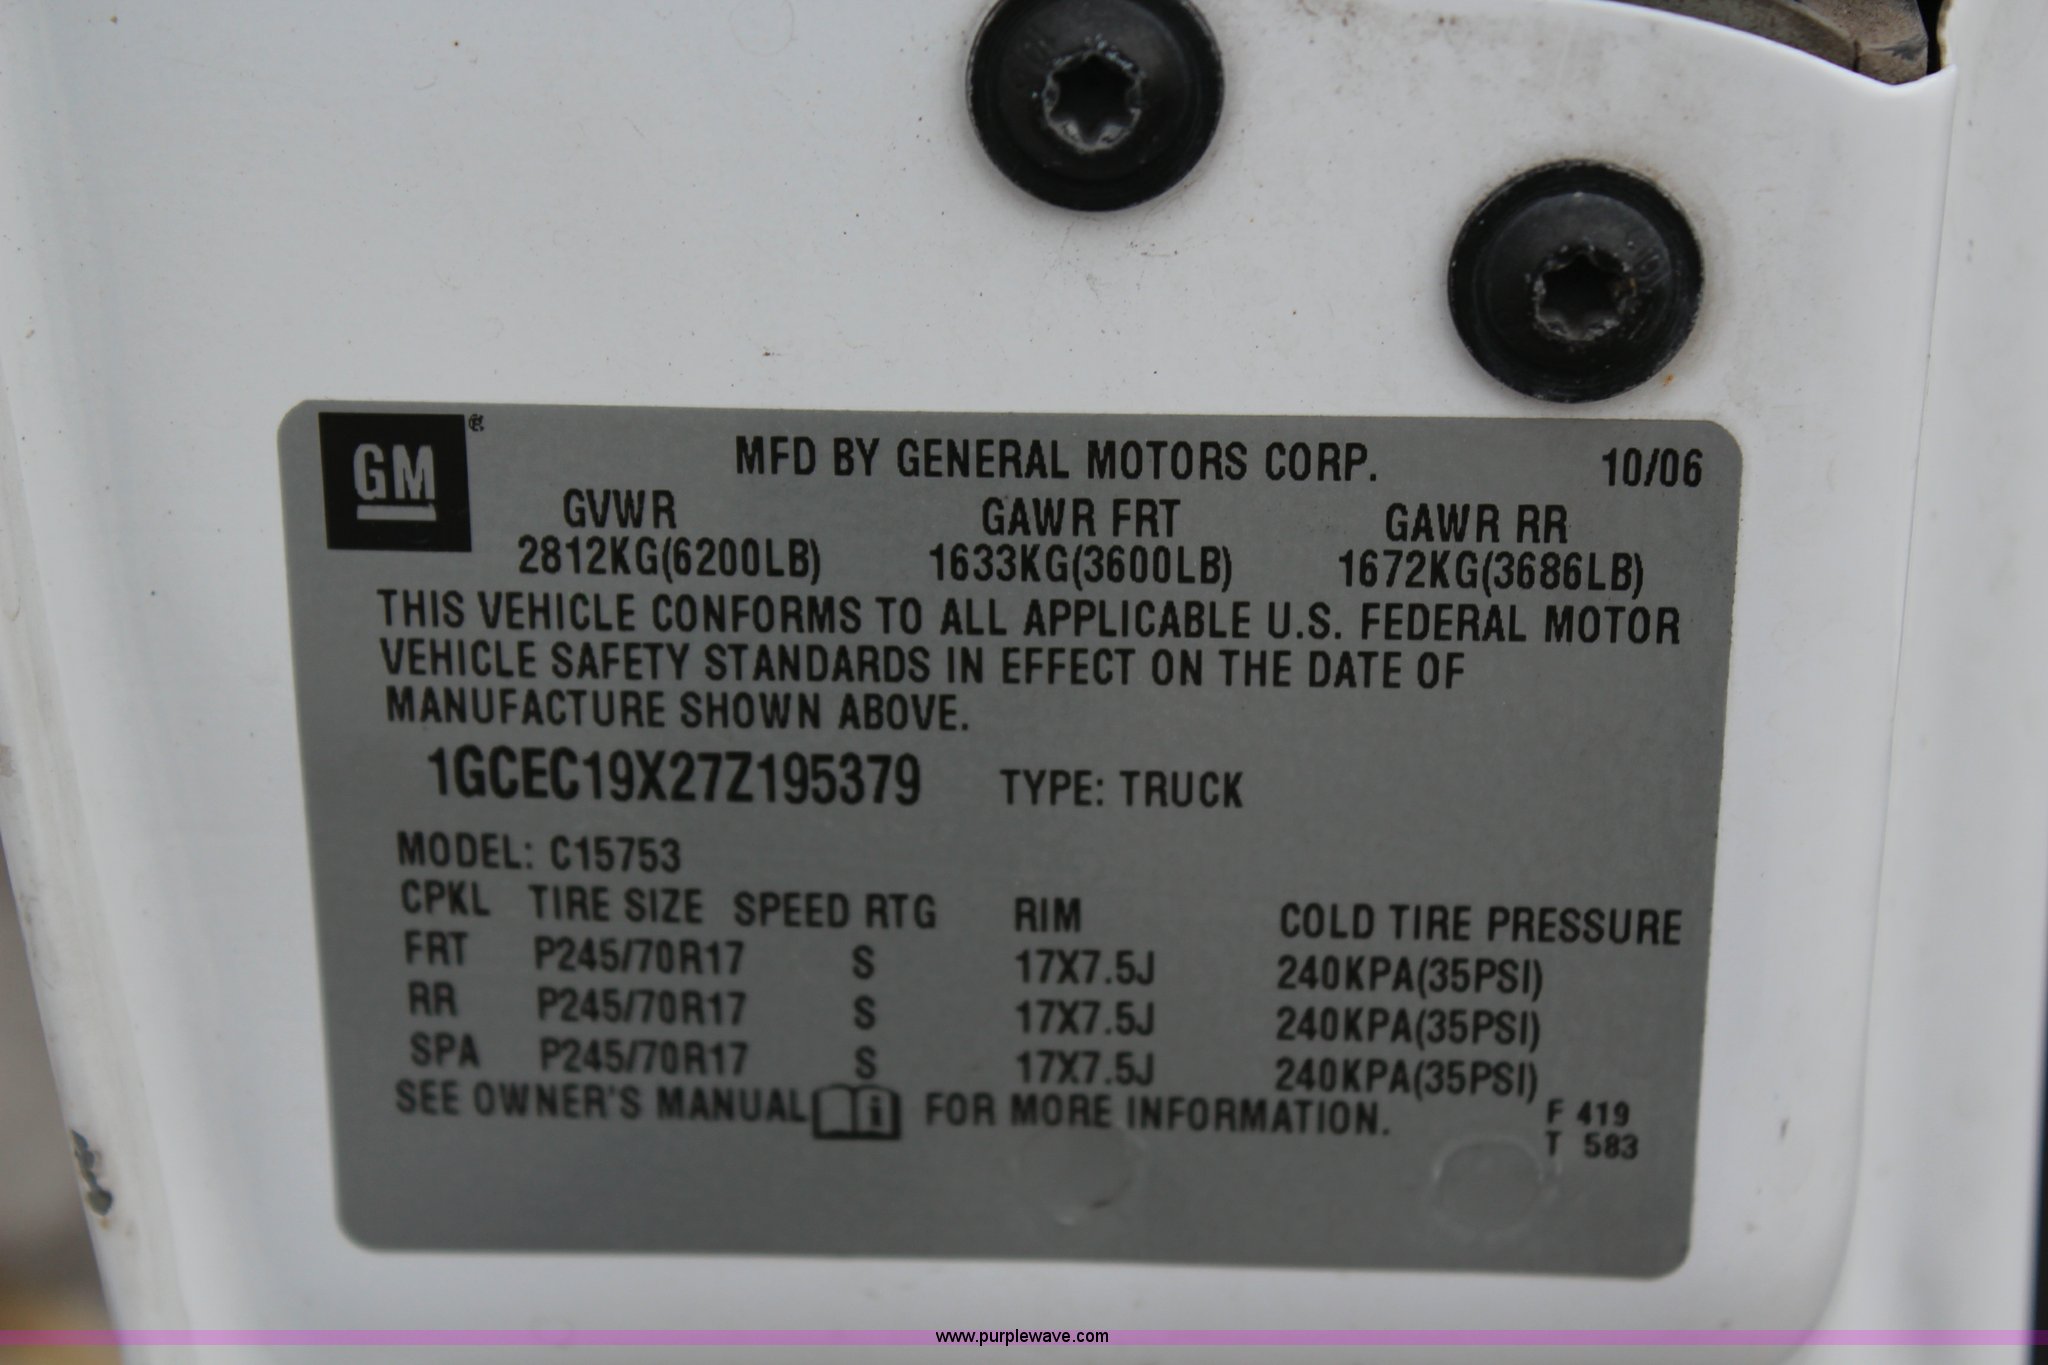 GM ®
MFD BY GENERAL MOTORS CORP. 10/06
GVWR GAWR FRT GAWR RR
2812KG(6200LB) 1633KG(3600LB) 1672KG(3686LB)
THIS VEHICLE CONFORMS TO ALL APPLICABLE U.S. FEDERAL MOTOR
VEHICLE SAFETY STANDARDS IN EFFECT ON THE DATE OF
MANUFACTURE SHOWN ABOVE.
1GCEC19X27Z195379 TYPE: TRUCK
MODEL: C15753
CPKL TIRE SIZE SPEED RTG RIM COLD TIRE PRESSURE
FRT P245/70R17 S 17X7.5J 240KPA(35PSI)
RR P245/70R17 S 17X7.5J 240KPA(35PSI)
SPA P245/70R17 S 17X7.5J 240KPA(35PSI)
SEE OWNER'S MANUAL i FOR MORE INFORMATION.
F 419
T 583
www.purplewave.com